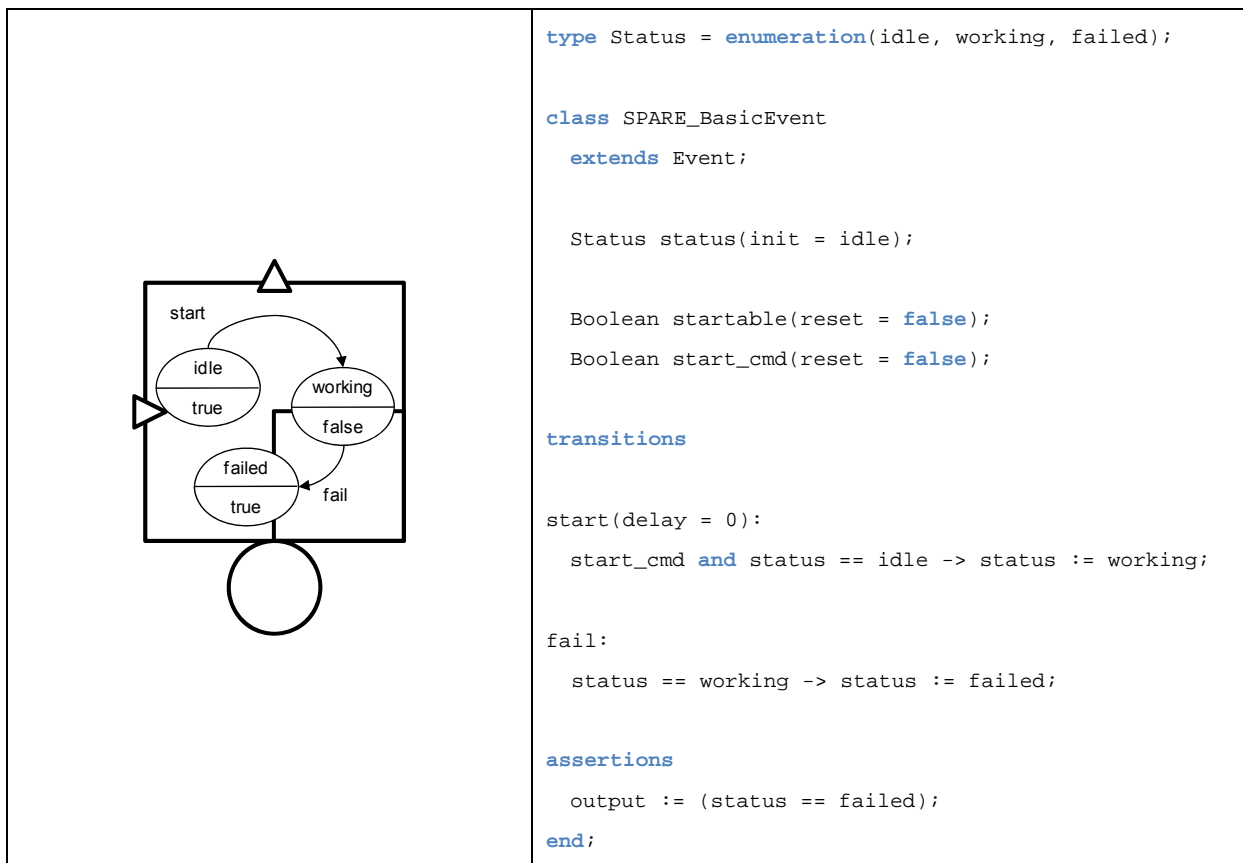 start
idle
true
working
false
failed
true
fail
type Status = enumeration(idle, working, failed);
class SPARE_BasicEvent
extends Event;
Status status(init = idle);
Boolean startable(reset = false);
Boolean start_cmd(reset = false);
transitions
start(delay = 0):
start_cmd and status == idle -> status := working;
fail:
status == working -> status := failed;
assertions
output := (status == failed);
end;